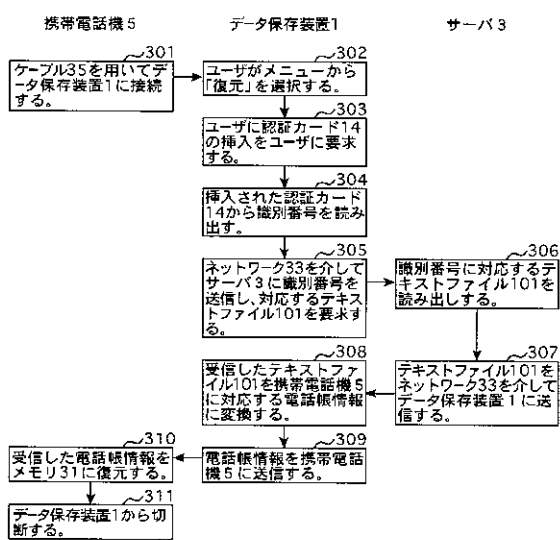 携帯電話機5
データ保存装置1
サーバ3
301
ケーブル35を用いてデ
ータ保存装置1に接続
する。
302
ユーザがメニューから
「復元」を選択する。
303
ユーザに認証カード14
の挿入をユーザに要求
する。
304
挿入された認証カード
14から識別番号を読み
出す。
305
ネットワーク33を介して
サーバ3に識別番号を
送信し、対応するテキス
トファイル101を要求す
る。
306
識別番号に対応するテ
キストファイル101を
読み出しする。
307
テキストファイル101を
ネットワーク33を介して
データ保存装置1に送
信する。
308
受信したテキストファ
イル101を携帯電話機5
に対応する電話帳情報
に変換する。
309
電話帳情報を携帯電話
機5に送信する。
310
受信した電話帳情報を
メモリ31に復元する。
311
データ保存装置1から切
断する。